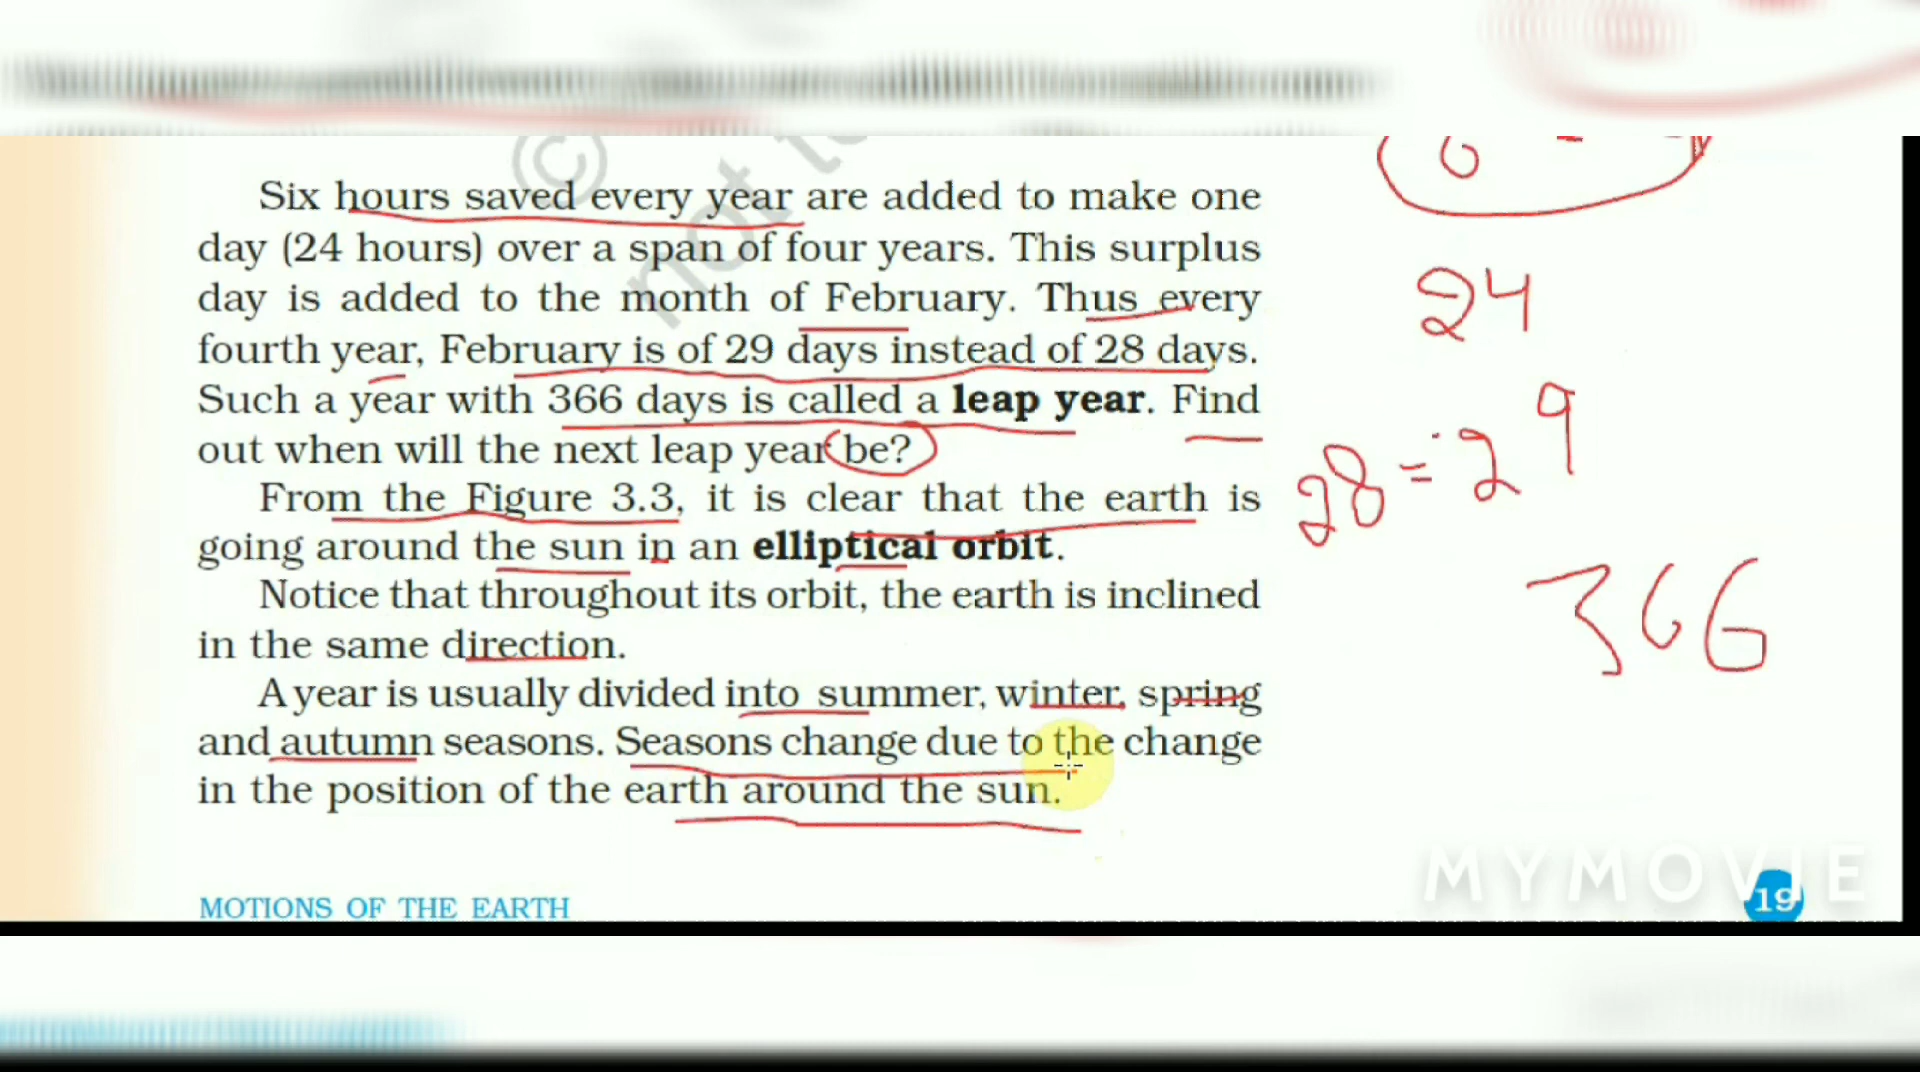 ©
not to
6
Six hours saved every year are added to make one
day (24 hours) over a span of four years. This surplus
day is added to the month of February. Thus every
fourth year, February is of 29 days instead of 28 days.
Such a year with 366 days is called a leap year. Find
out when will the next leap year be?
From the Figure 3.3, it is clear that the earth is
going around the sun in an elliptical orbit.
Notice that throughout its orbit, the earth is inclined
in the same direction.
A year is usually divided into summer, winter, spring
and autumn seasons. Seasons change due to the change
in the position of the earth around the sun.
24
28 = 29
366
MOTIONS OF THE EARTH
MYMOVIE
19